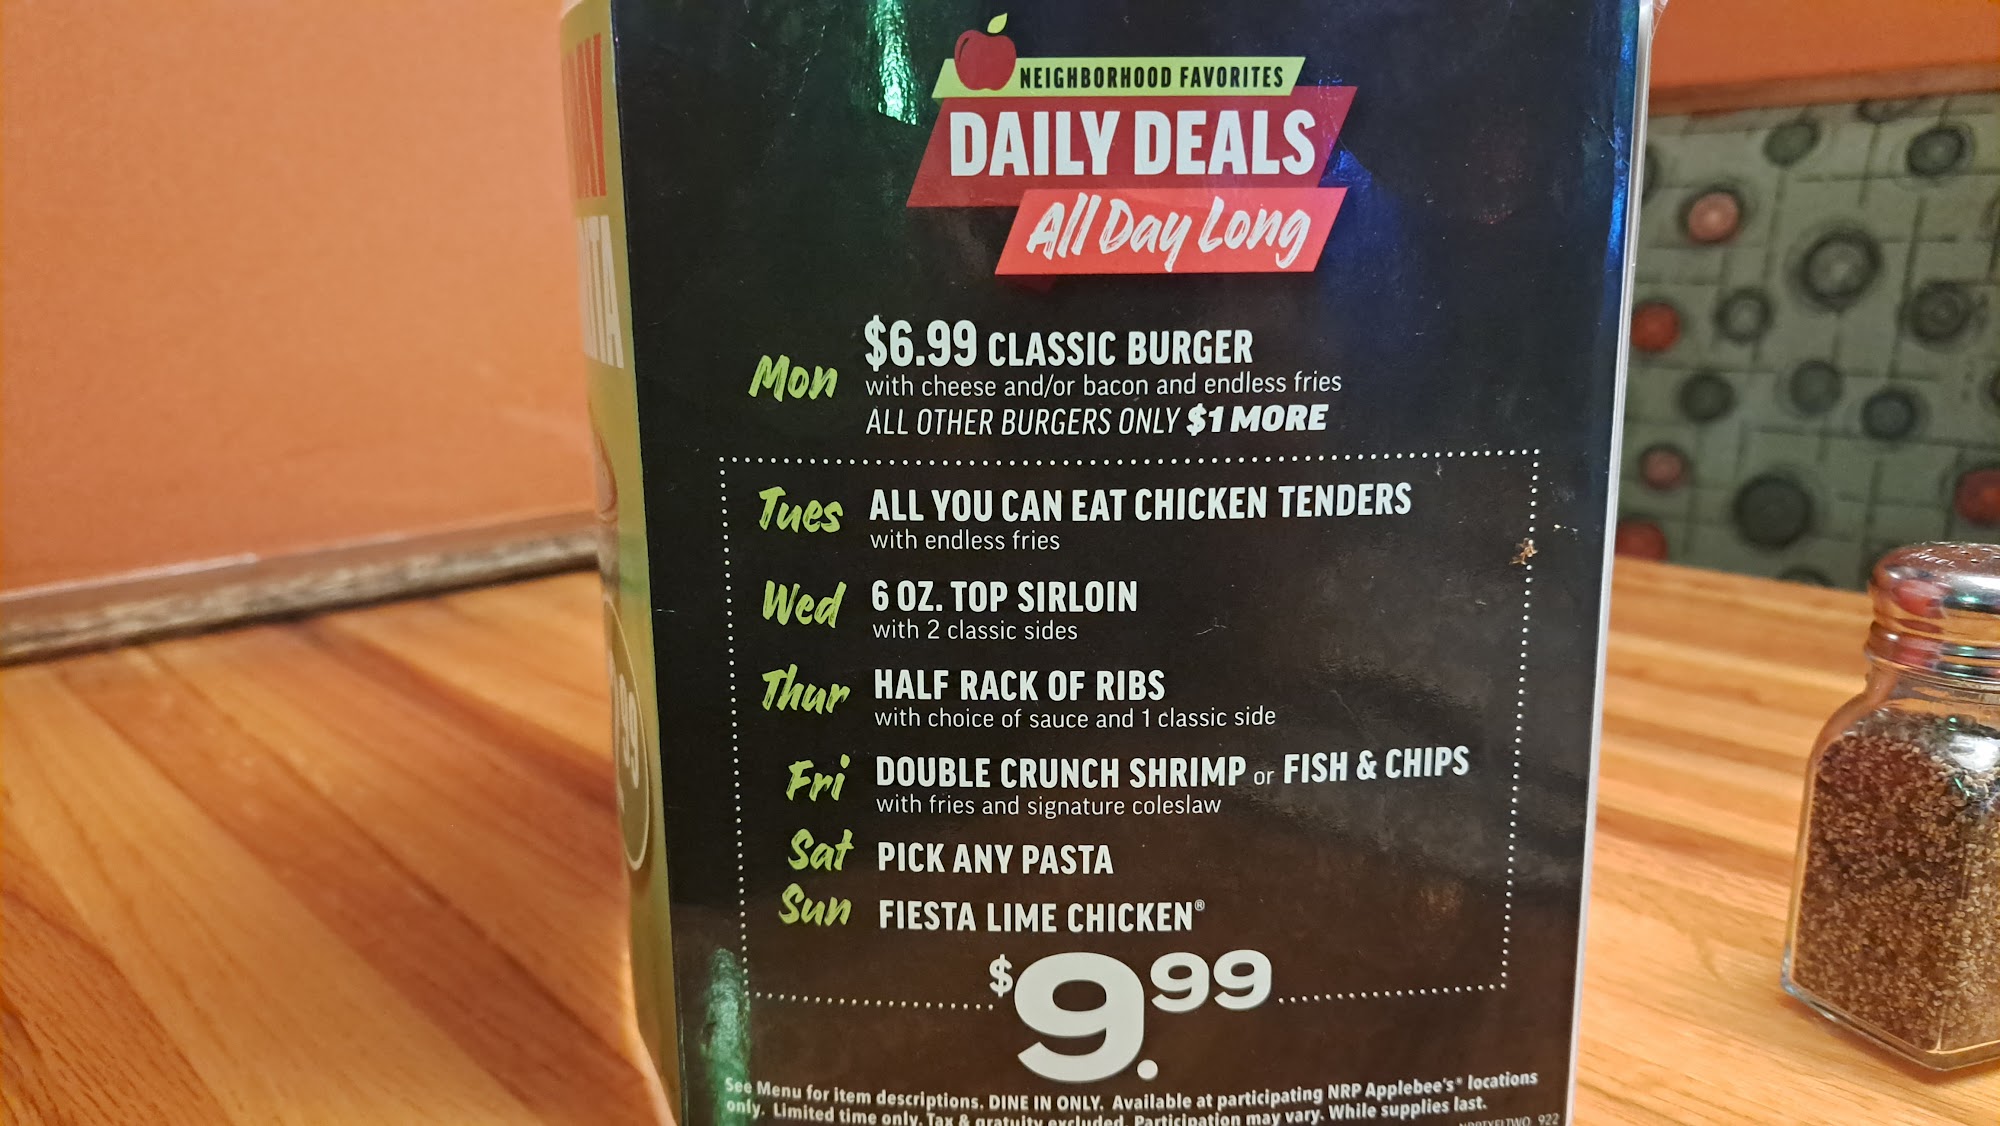 NEIGHBORHOOD FAVORITES
DAILY DEALS
All Day Long
Mon
$6.99 CLASSIC BURGER
with cheese and/or bacon and endless fries
ALL OTHER BURGERS ONLY $1 MORE
Tues
ALL YOU CAN EAT CHICKEN TENDERS
with endless fries
Wed
6 OZ. TOP SIRLOIN
with 2 classic sides
Thur
HALF RACK OF RIBS
with choice of sauce and 1 classic side
Fri
DOUBLE CRUNCH SHRIMP or FISH & CHIPS
with fries and signature coleslaw
Sat PICK ANY PASTA
Sun FIESTA LIME CHICKEN®
$9.99
See Menu for item descriptions. DINE IN ONLY. Available at participating NRP Applebee's® locations
only. Limited time only. Tax & gratuity excluded. Participation may vary. While supplies last.
922